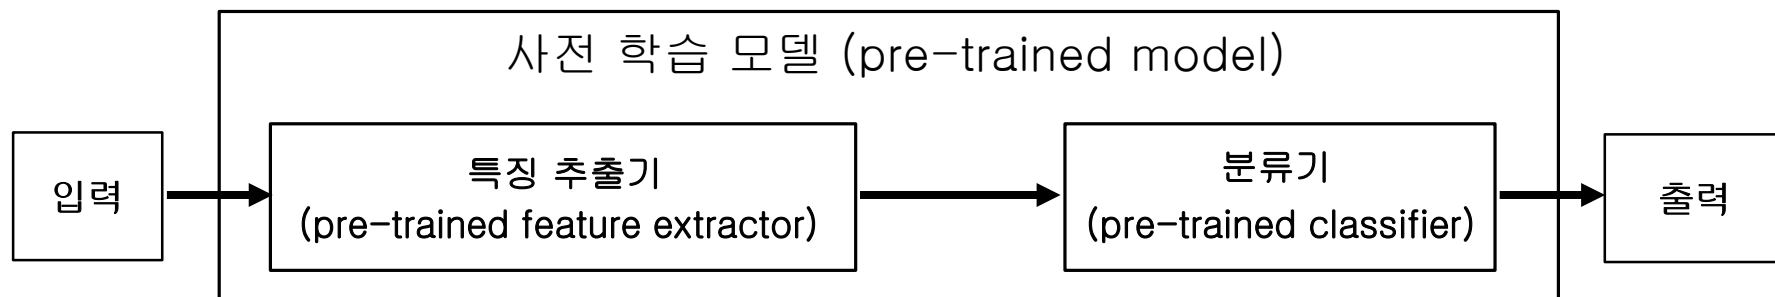 사전 학습 모델 (pre-trained model)
입력
특징 추출기
(pre-trained feature extractor)
분류기
(pre-trained classifier)
출력